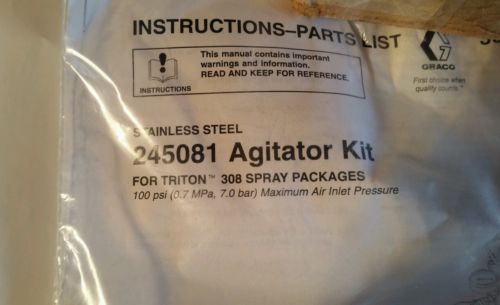 INSTRUCTIONS–PARTS LIST
This manual contains important
warnings and information.
READ AND KEEP FOR REFERENCE.
INSTRUCTIONS
GRACO
First choice when
quality counts.™
STAINLESS STEEL
245081 Agitator Kit
FOR TRITON™ 308 SPRAY PACKAGES
100 psi (0.7 MPa, 7.0 bar) Maximum Air Inlet Pressure